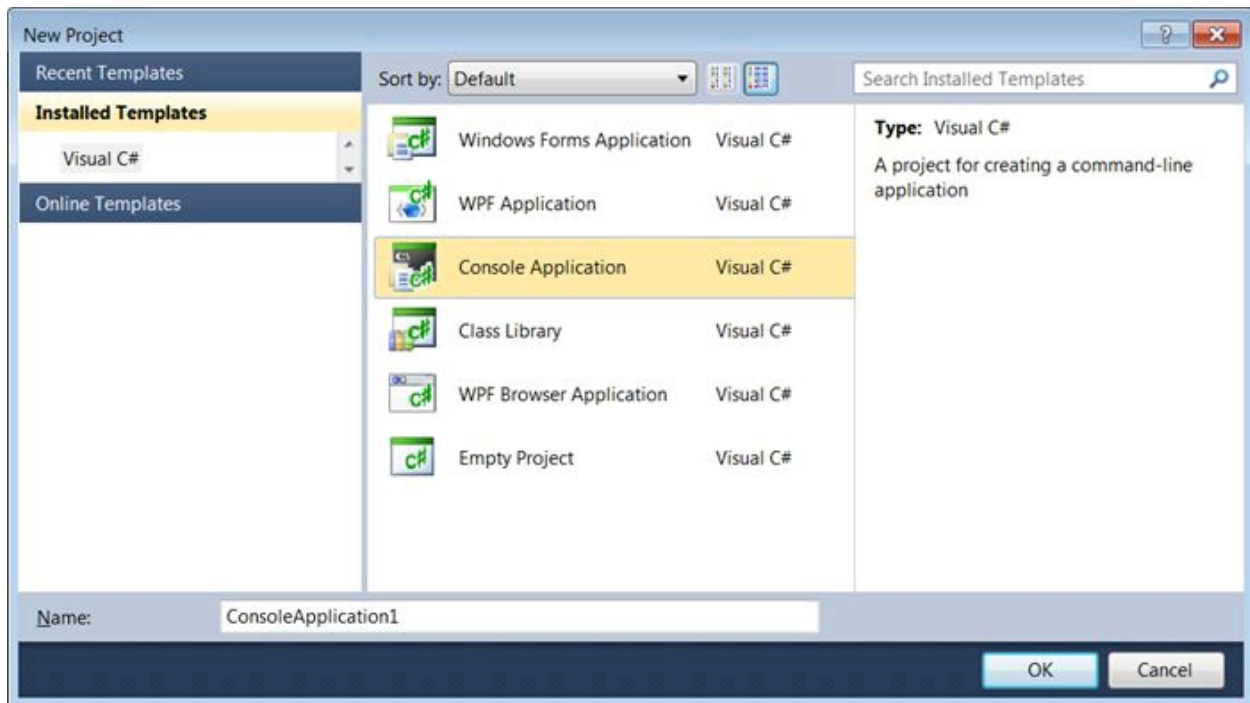 New Project
Recent Templates
Installed Templates
Visual C#
Online Templates
Sort by: Default
Search Installed Templates
Windows Forms Application Visual C#
WPF Application Visual C#
Console Application Visual C#
Class Library Visual C#
WPF Browser Application Visual C#
Empty Project Visual C#
Type: Visual C#
A project for creating a command-line
application
Name: ConsoleApplication1
OK Cancel